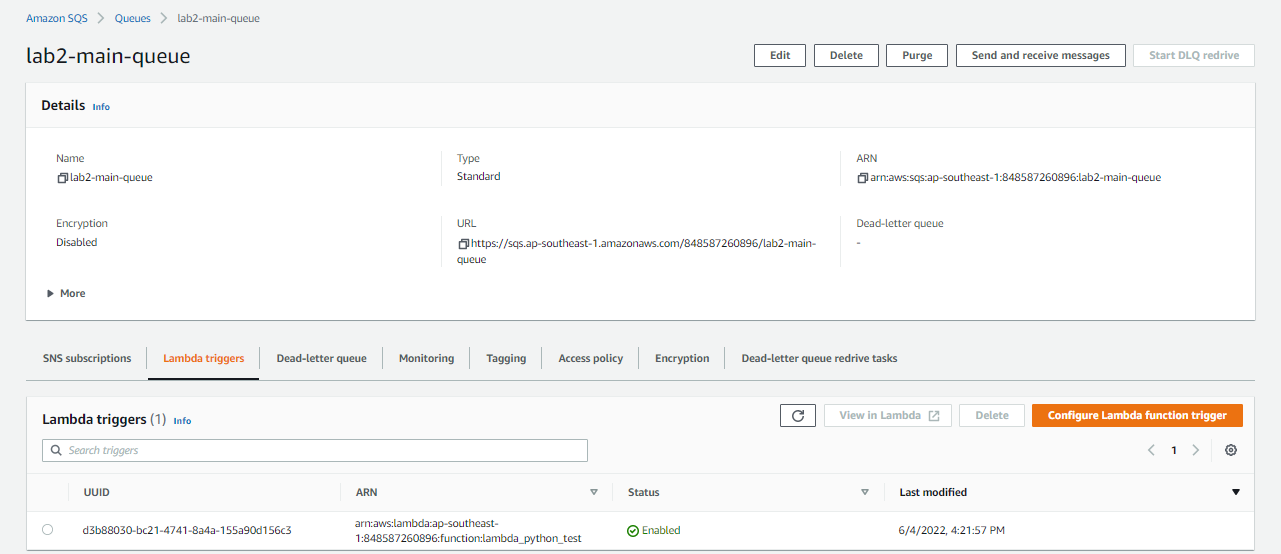 Amazon SQS > Queues > lab2-main-queue
lab2-main-queue
Edit Delete Purge Send and receive messages Start DLQ redrive
Details Info
Name Type ARN
lab2-main-queue Standard arn:aws:sqs:ap-southeast-1:848587260896:lab2-main-queue
Encryption URL Dead-letter queue
Disabled https://sqs.ap-southeast-1.amazonaws.com/848587260896/lab2-main- -
queue
More
SNS subscriptions Lambda triggers Dead-letter queue Monitoring Tagging Access policy Encryption Dead-letter queue redrive tasks
Lambda triggers (1) Info View in Lambda Delete Configure Lambda function trigger
Search triggers 1
UUID ARN Status Last modified
d3b88030-bc21-4741-8a4a-155a90d156c3 arn:aws:lambda:ap-southeast- Enabled 6/4/2022, 4:21:57 PM
1:848587260896:function:lambda_python_test